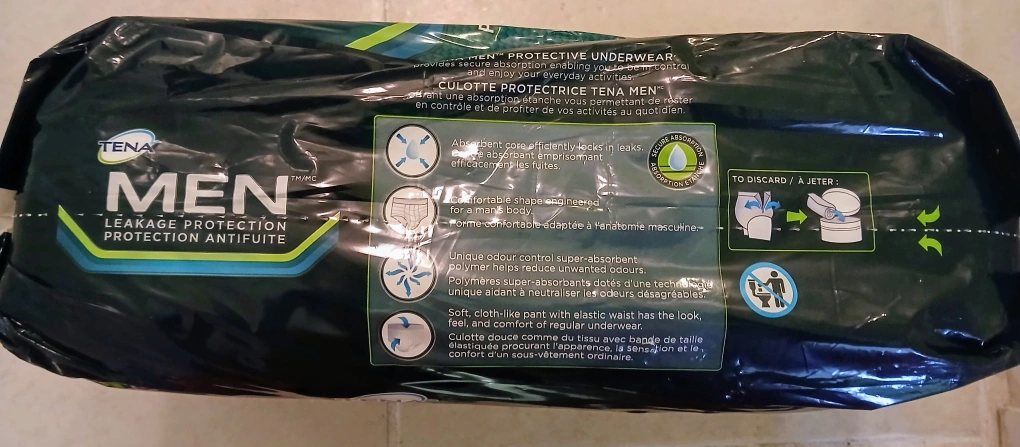 TENA
MEN TM/MC
LEAKAGE PROTECTION
PROTECTION ANTIFUITE
MEN™ PROTECTIVE UNDERWEAR
provides secure absorption enabling you to be in control
and enjoy your everyday activities.
CULOTTE PROTECTRICE TENA MENMC
offrant une absorption étanche vous permettant de rester
en contrôle et de profiter de vos activités au quotidien.
Absorbent core efficiently locks in leaks.
absorbant emprisonnant
efficacement les fuites.
SECURE ABSORPTION
ABSORPTION ÉTANCHE
Comfortable shape engineered
for a man's body.
Forme confortable adaptée à l'anatomie masculine.
Unique odour control super-absorbent
polymer helps reduce unwanted odours.
Polymères super-absorbants dotés d'une technologie
unique aidant à neutraliser les odeurs désagréables.
Soft, cloth-like pant with elastic waist has the look,
feel, and comfort of regular underwear.
Culotte douce comme du tissu avec bande de taille
élastiquée procurant l'apparence, la sensation et le
confort d'un sous-vêtement ordinaire.
TO DISCARD / À JETER :